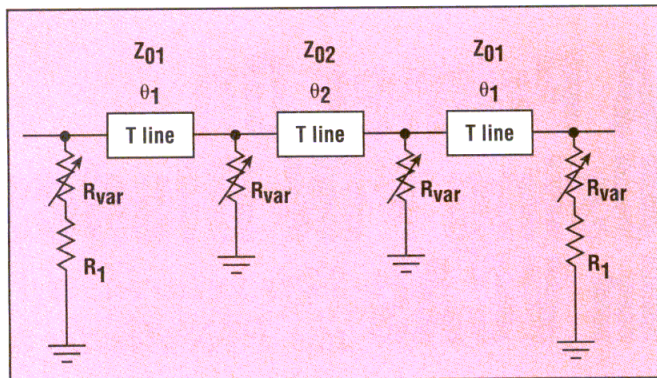 Z01 Z02 Z01
θ1 θ2 θ1
T line T line T line
Rvar Rvar Rvar Rvar
R1 R1